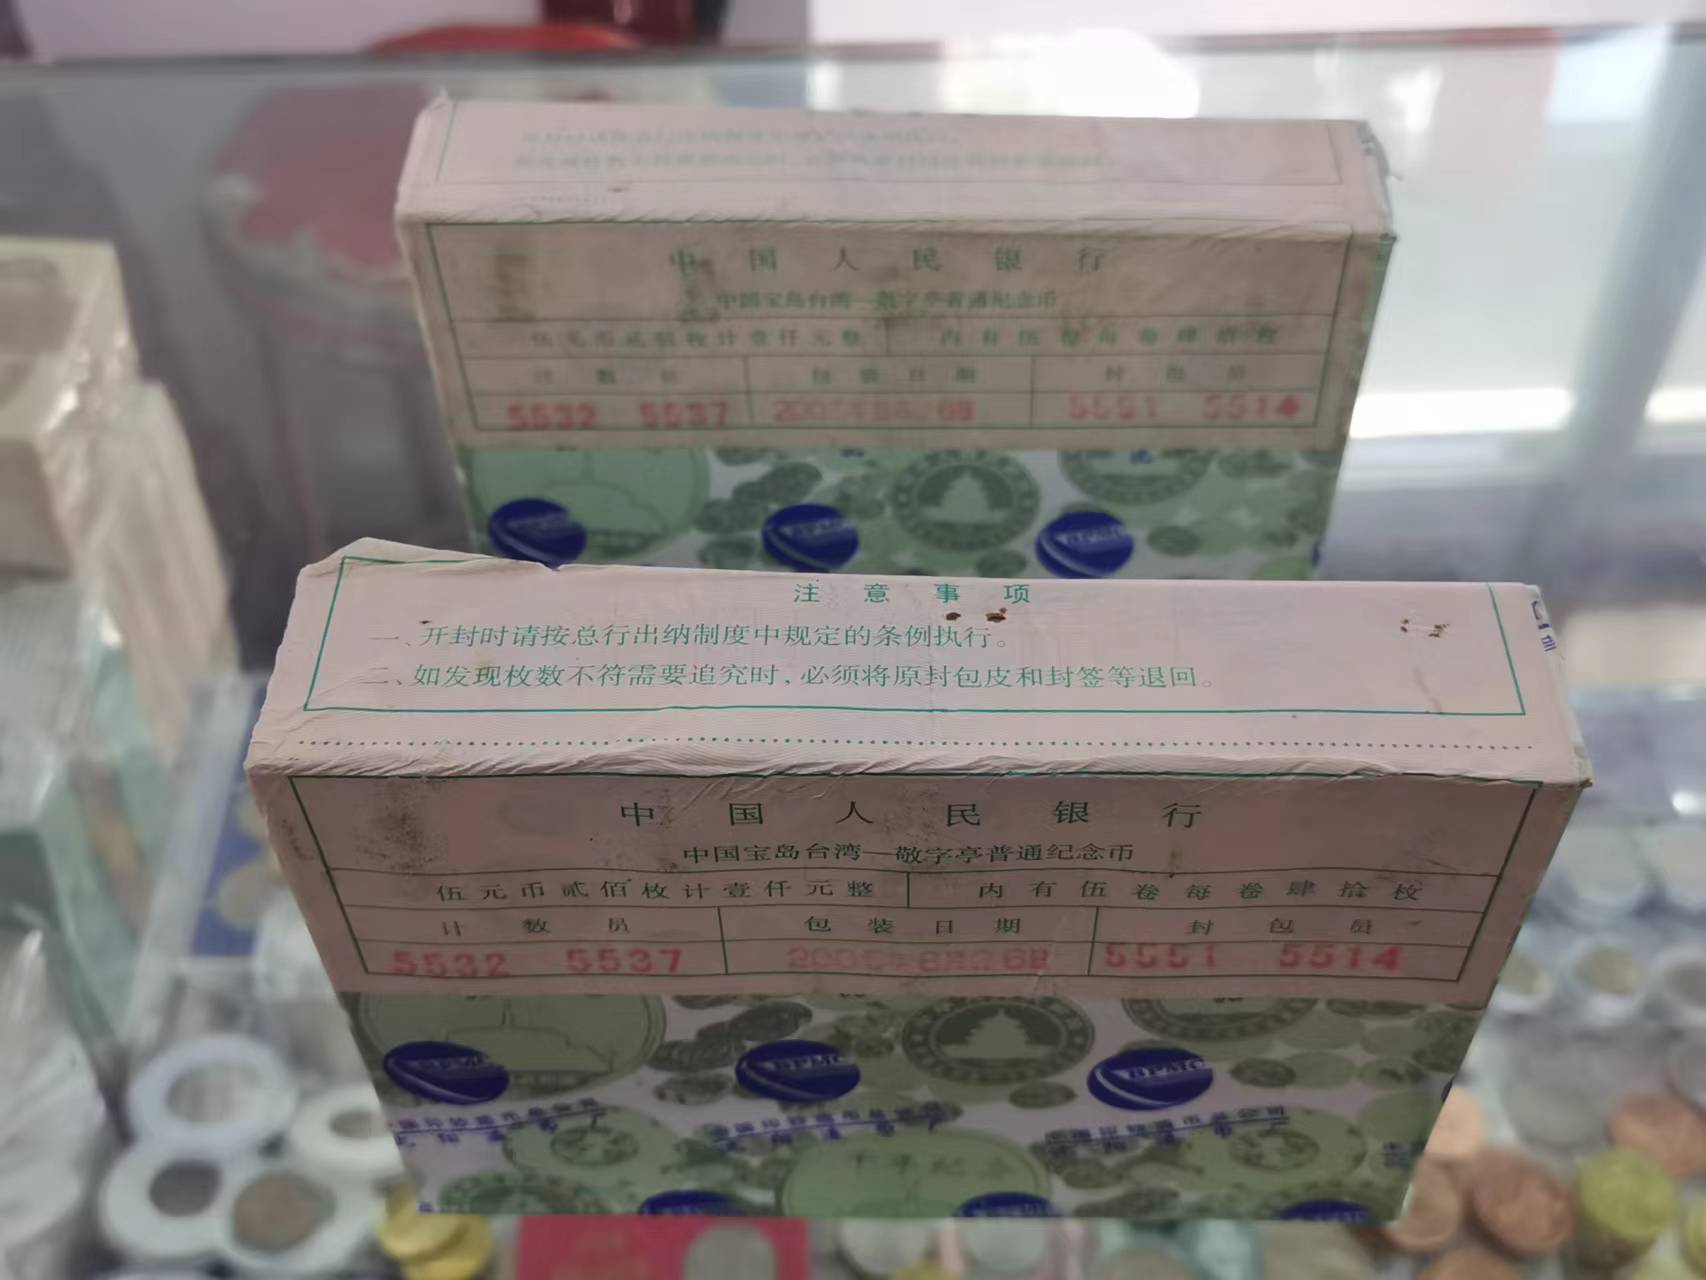 中国人民银行
中国宝岛台湾—敬字亭普通纪念币
伍元币贰佰枚计壹仟元整 内有伍卷每卷肆拾枚
计数员 包装日期 封包员
5532 5537 5551 5514
BPMC BPMC
注意事项
一、开封时请按总行出纳制度中规定的条例执行。
二、如发现枚数不符需要追究时,必须将原封包皮和封签等退回。
中国人民银行
中国宝岛台湾—敬字亭普通纪念币
伍元币贰佰枚计壹仟元整 内有伍卷每卷肆拾枚
计数员 包装日期 封包员
5532 5537 5551 5514
BPMC BPMC BPMC